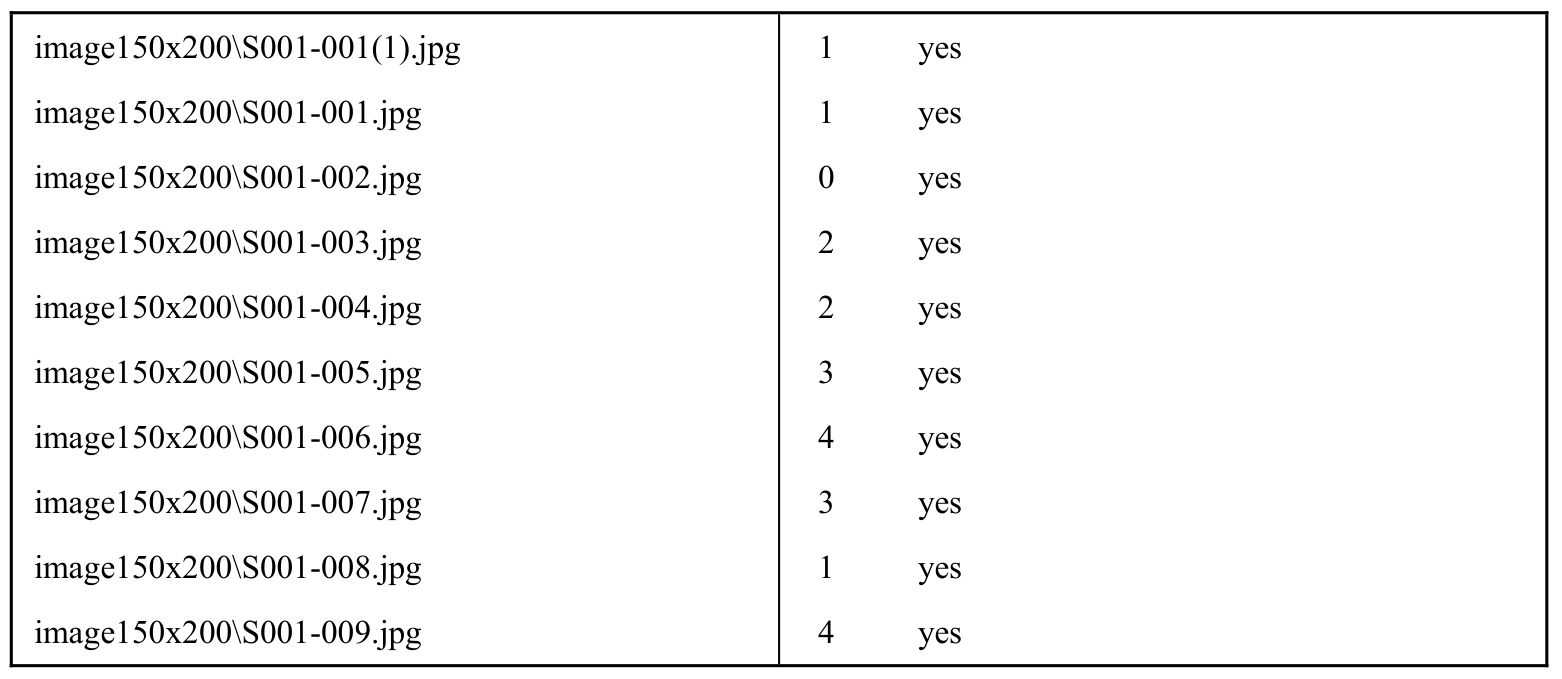 image150x200\S001-001(1).jpg 1 yes
image150x200\S001-001.jpg 1 yes
image150x200\S001-002.jpg 0 yes
image150x200\S001-003.jpg 2 yes
image150x200\S001-004.jpg 2 yes
image150x200\S001-005.jpg 3 yes
image150x200\S001-006.jpg 4 yes
image150x200\S001-007.jpg 3 yes
image150x200\S001-008.jpg 1 yes
image150x200\S001-009.jpg 4 yes